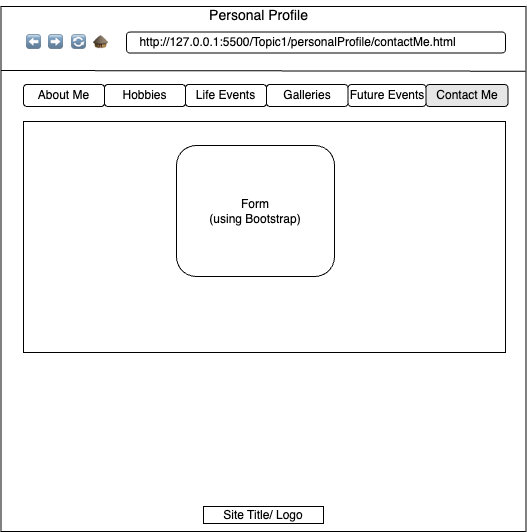 Personal Profile
http://127.0.0.1:5500/Topic1/personalProfile/contactMe.html
About Me
Hobbies
Life Events
Galleries
Future Events
Contact Me
Form
(using Bootstrap)
Site Title/ Logo